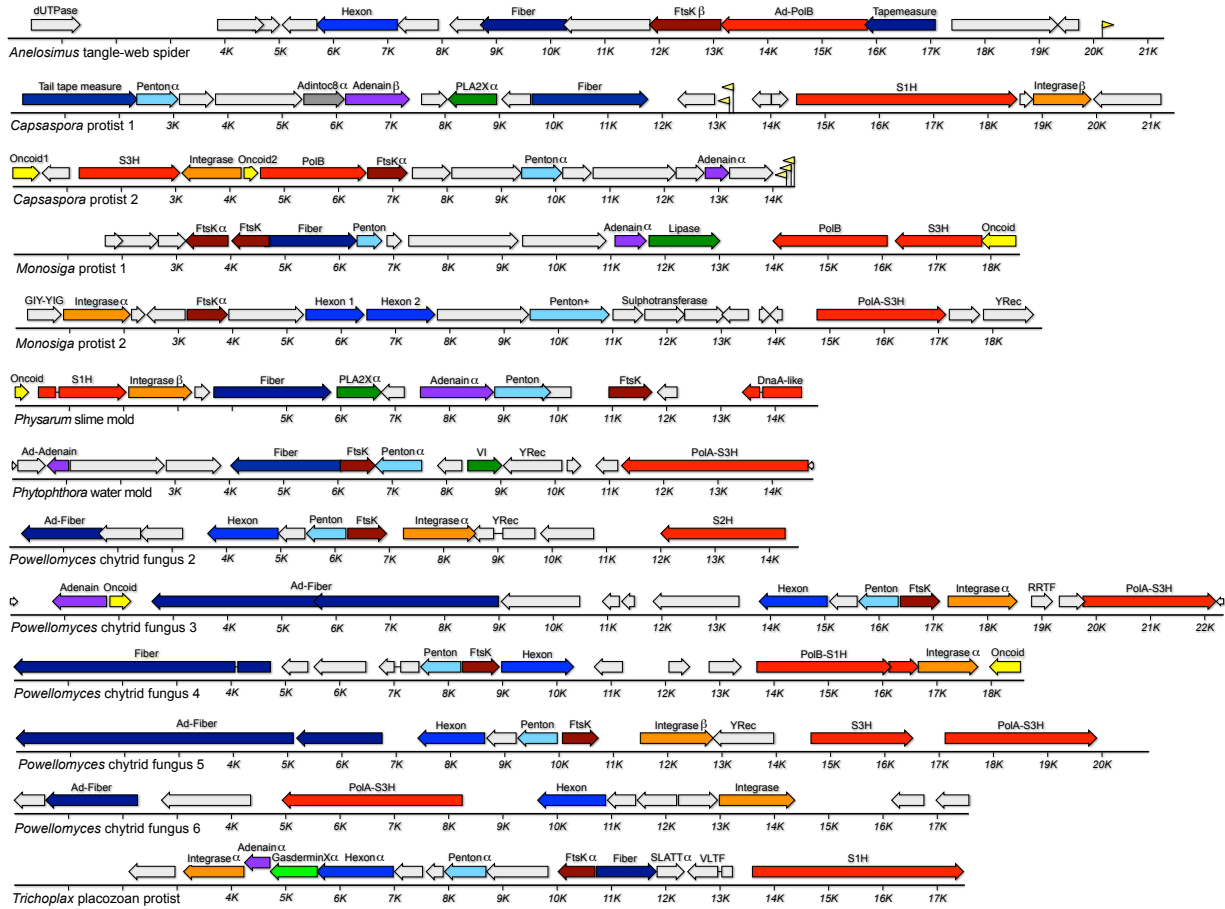 dUTPase Hexon Fiber FtsK β Ad-PolB Tapemeasure
4K 5K 6K 7K 8K 9K 10K 11K 12K 13K 14K 15K 16K 17K 18K 19K 20K 21K
Anelosimus tangle-web spider
Tail tape measure Penton α Adintoc8 α Adenain β PLA2X α Fiber S1H Integrase β
3K 4K 5K 6K 7K 8K 9K 10K 11K 12K 13K 14K 15K 16K 17K 18K 19K 20K 21K
Capsaspora protist 1
Oncoid1 S3H Integrase Oncoid2 PolB FtsK α Penton α Adenain α
3K 4K 5K 6K 7K 8K 9K 10K 11K 12K 13K 14K
Capsaspora protist 2
FtsK α FtsK Fiber Penton Adenain α Lipase PolB S3H Oncoid
3K 4K 5K 6K 7K 8K 9K 10K 11K 12K 13K 14K 15K 16K 17K 18K
Monosiga protist 1
GIY-YIG Integrase α FtsK α Hexon 1 Hexon 2 Penton+ Sulphotransferase PolA-S3H YRec
3K 4K 5K 6K 7K 8K 9K 10K 11K 12K 13K 14K 15K 16K 17K 18K
Monosiga protist 2
Oncoid S1H Integrase β Fiber PLA2X α Adenain α Penton FtsK DnaA-like
5K 6K 7K 8K 9K 10K 11K 12K 13K 14K
Physarum slime mold
Ad-Adenain Fiber FtsK Penton α VI YRec PolA-S3H
3K 4K 5K 6K 7K 8K 9K 10K 11K 12K 13K 14K
Phytophthora water mold
Ad-Fiber Hexon Penton FtsK Integrase α YRec S2H
4K 5K 6K 7K 8K 9K 10K 11K 12K 13K 14K
Powellomyces chytrid fungus 2
Adenain Oncoid Ad-Fiber Hexon Penton FtsK Integrase α RRTF PolA-S3H
4K 5K 6K 7K 8K 9K 10K 11K 12K 13K 14K 15K 16K 17K 18K 19K 20K 21K 22K
Powellomyces chytrid fungus 3
Fiber Penton FtsK Hexon PolB-S1H Integrase α Oncoid
4K 5K 6K 7K 8K 9K 10K 11K 12K 13K 14K 15K 16K 17K 18K
Powellomyces chytrid fungus 4
Ad-Fiber Hexon Penton FtsK Integrase β YRec S3H PolA-S3H
4K 5K 6K 7K 8K 9K 10K 11K 12K 13K 14K 15K 16K 17K 18K 19K 20K
Powellomyces chytrid fungus 5
Ad-Fiber PolA-S3H Hexon Integrase
4K 5K 6K 7K 8K 9K 10K 11K 12K 13K 14K 15K 16K 17K
Powellomyces chytrid fungus 6
Integrase α Adenain α GasderminX α Hexon α Penton α FtsK α Fiber SLATT α VLTF S1H
4K 5K 6K 7K 8K 9K 10K 11K 12K 13K 14K 15K 16K 17K
Trichoplax placozoan protist